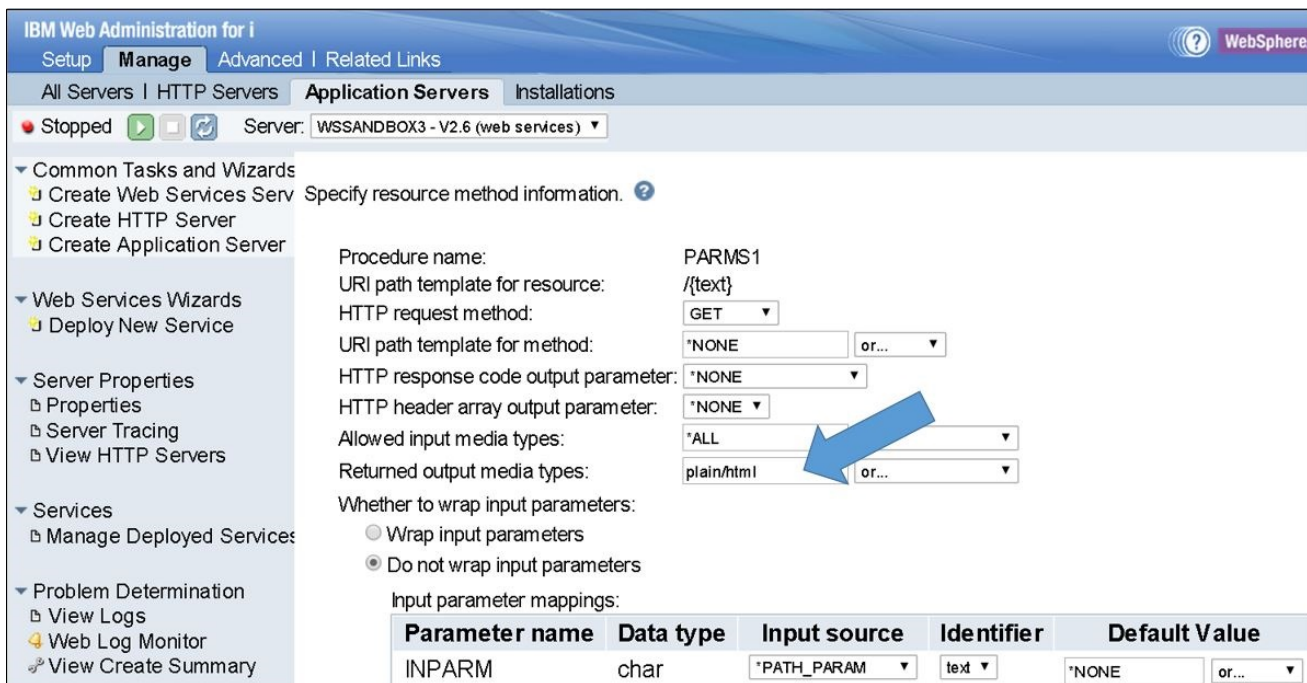 IBM Web Administration for i
WebSphere
Setup Manage Advanced | Related Links
All Servers | HTTP Servers Application Servers Installations
Stopped Server: WSSANDBOX3 - V2.6 (web services)
Common Tasks and Wizards
Create Web Services Serv
Create HTTP Server
Create Application Server
Web Services Wizards
Deploy New Service
Server Properties
Properties
Server Tracing
View HTTP Servers
Services
Manage Deployed Services
Problem Determination
View Logs
Web Log Monitor
View Create Summary
Specify resource method information. ?
Procedure name: PARMS1
URI path template for resource: /{text}
HTTP request method: GET
URI path template for method: *NONE or...
HTTP response code output parameter: *NONE
HTTP header array output parameter: *NONE
Allowed input media types: *ALL
Returned output media types: plain/html or...
Whether to wrap input parameters:
Wrap input parameters
Do not wrap input parameters
Input parameter mappings:
Parameter name Data type Input source Identifier Default Value
INPARM char *PATH_PARAM text *NONE or...